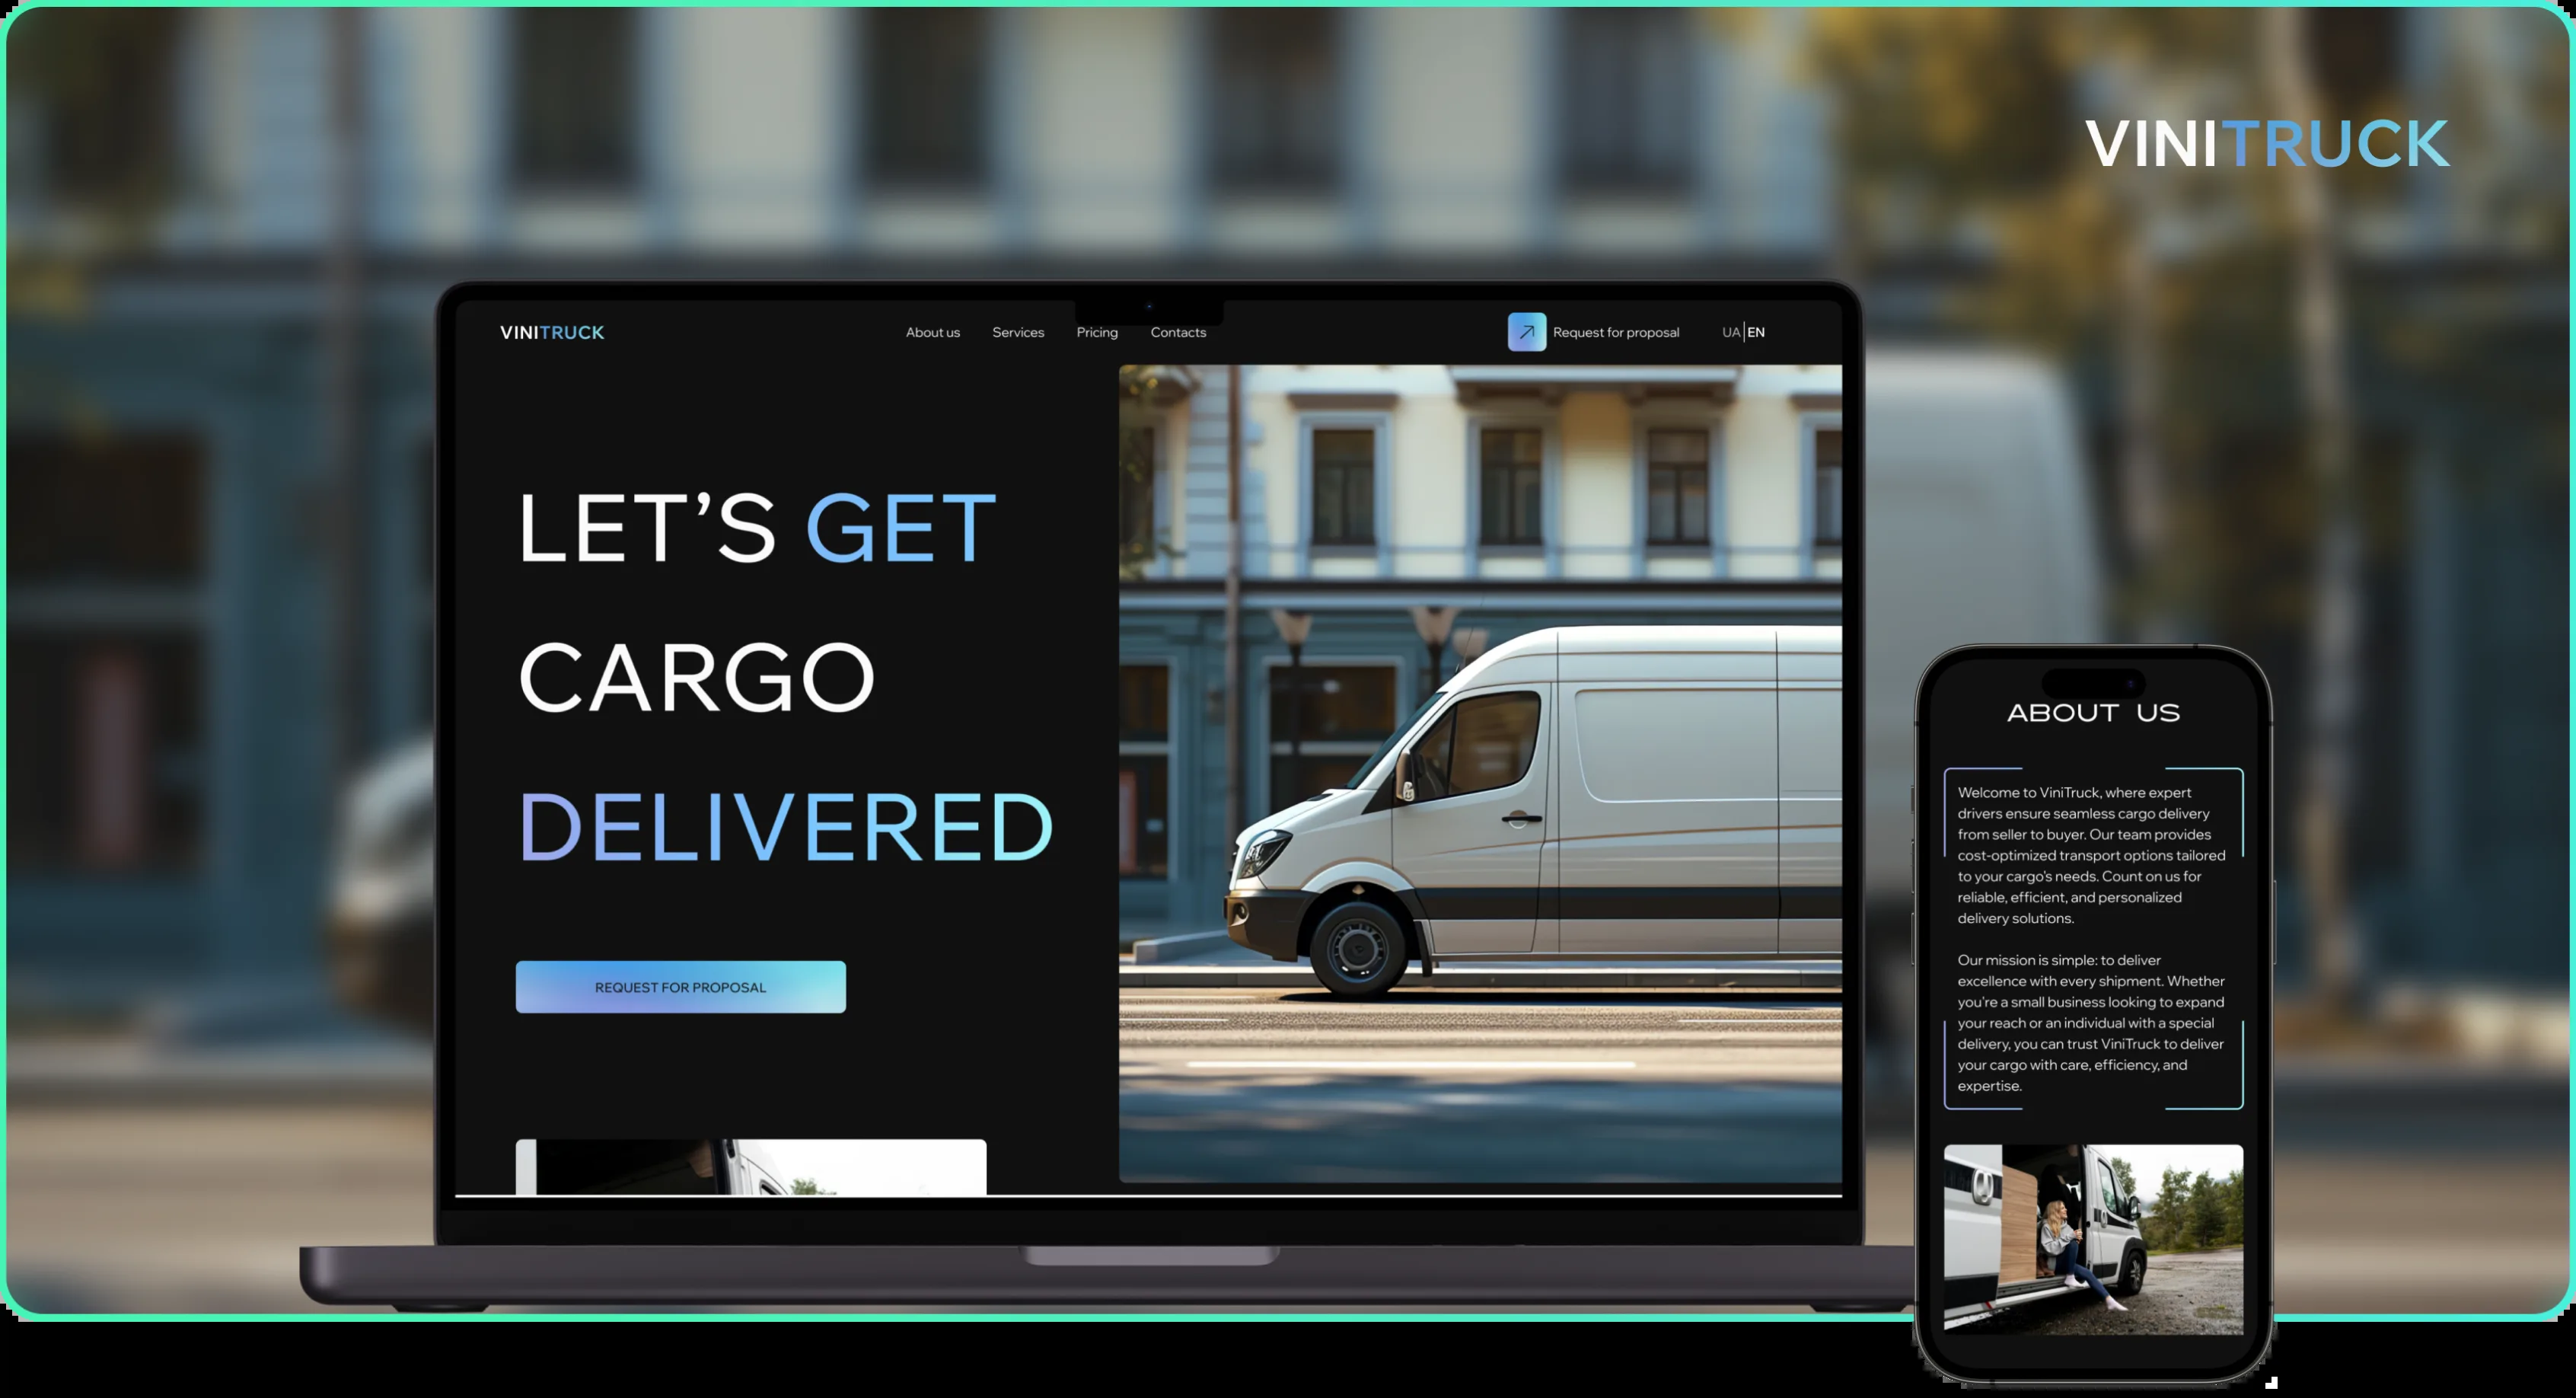 VINITRUCK
VINITRUCK
About us
Services
Pricing
Contacts
Request for proposal
UA|EN
LET’S GET
CARGO
DELIVERED
REQUEST FOR PROPOSAL
ABOUT US
Welcome to ViniTruck, where expert
drivers ensure seamless cargo delivery
from seller to buyer. Our team provides
cost-optimized transport options tailored
to your cargo’s needs. Count on us for
reliable, efficient, and personalized
delivery solutions.
Our mission is simple: to deliver
excellence with every shipment. Whether
you’re a small business looking to expand
your reach or an individual with a special
delivery, you can trust ViniTruck to deliver
your cargo with care, efficiency, and
expertise.